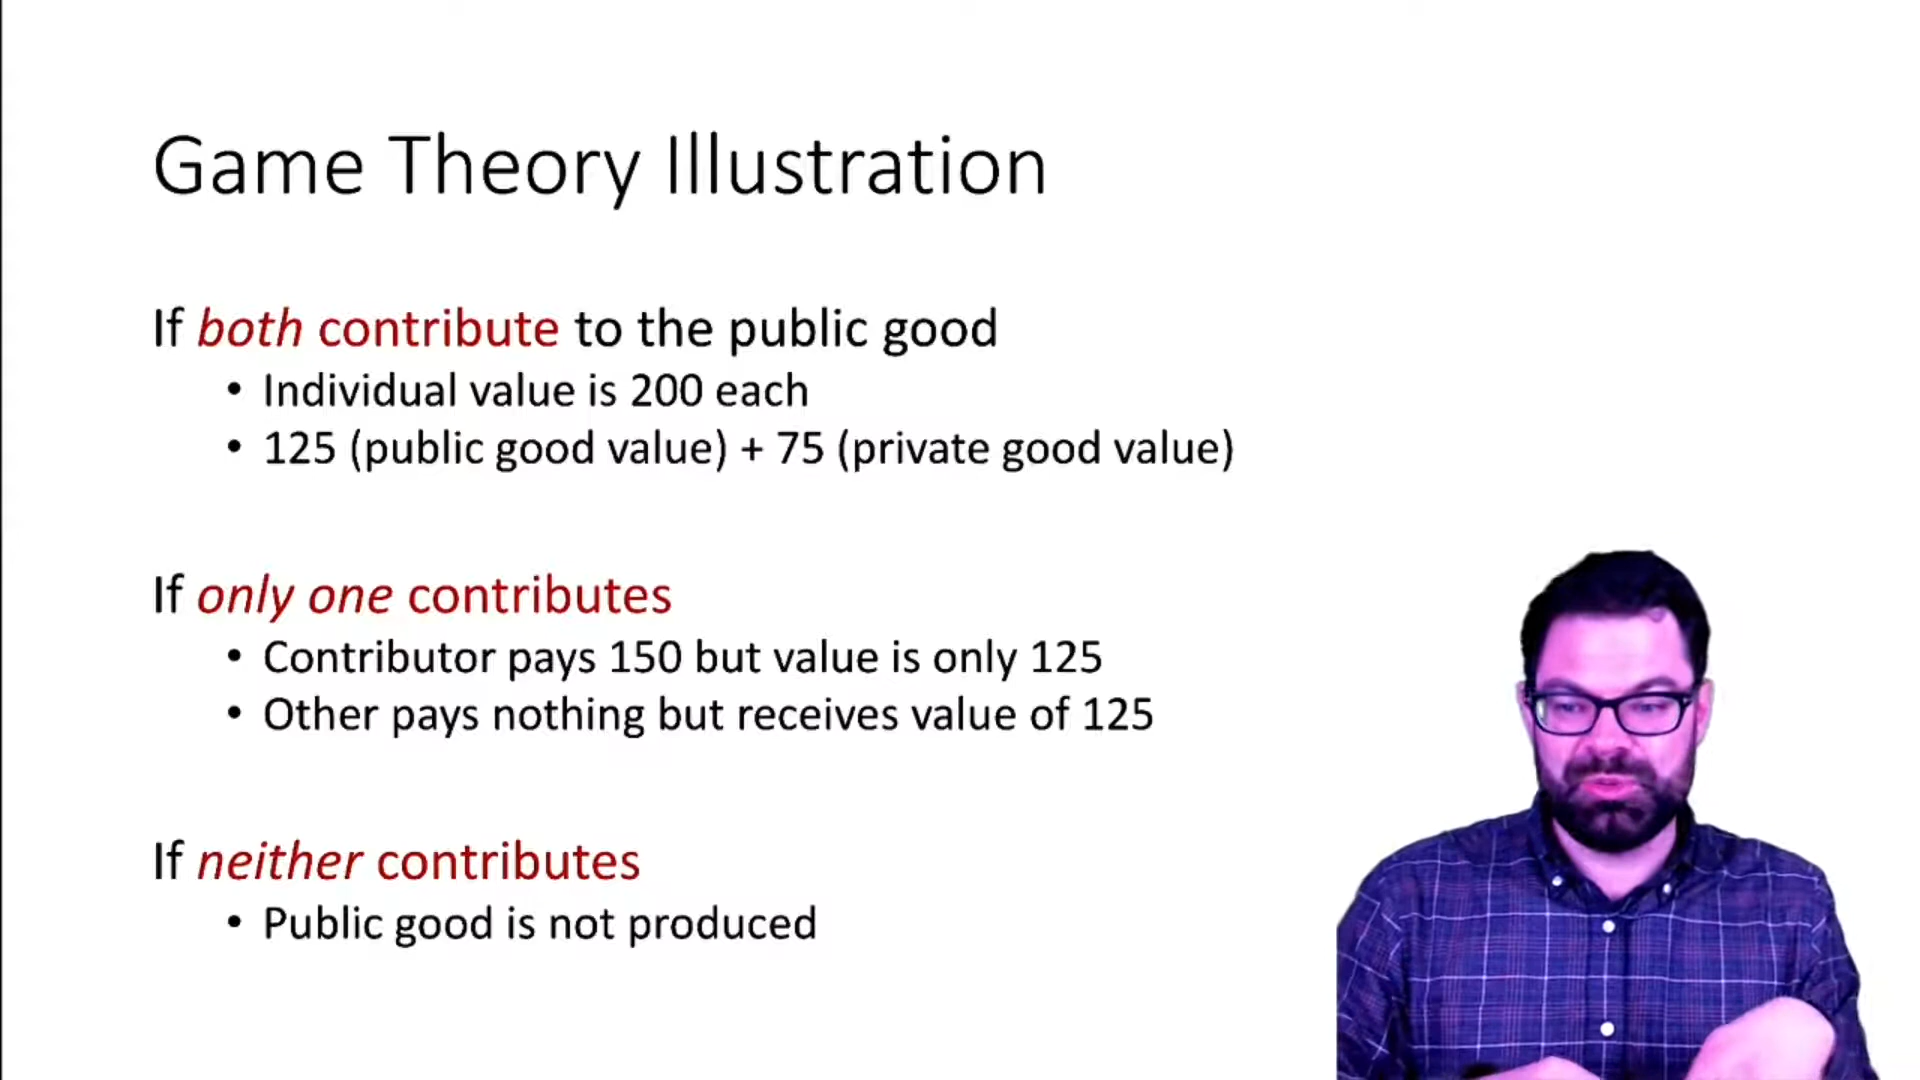 Game Theory Illustration
If both contribute to the public good
• Individual value is 200 each
• 125 (public good value) + 75 (private good value)
If only one contributes
• Contributor pays 150 but value is only 125
• Other pays nothing but receives value of 125
If neither contributes
• Public good is not produced